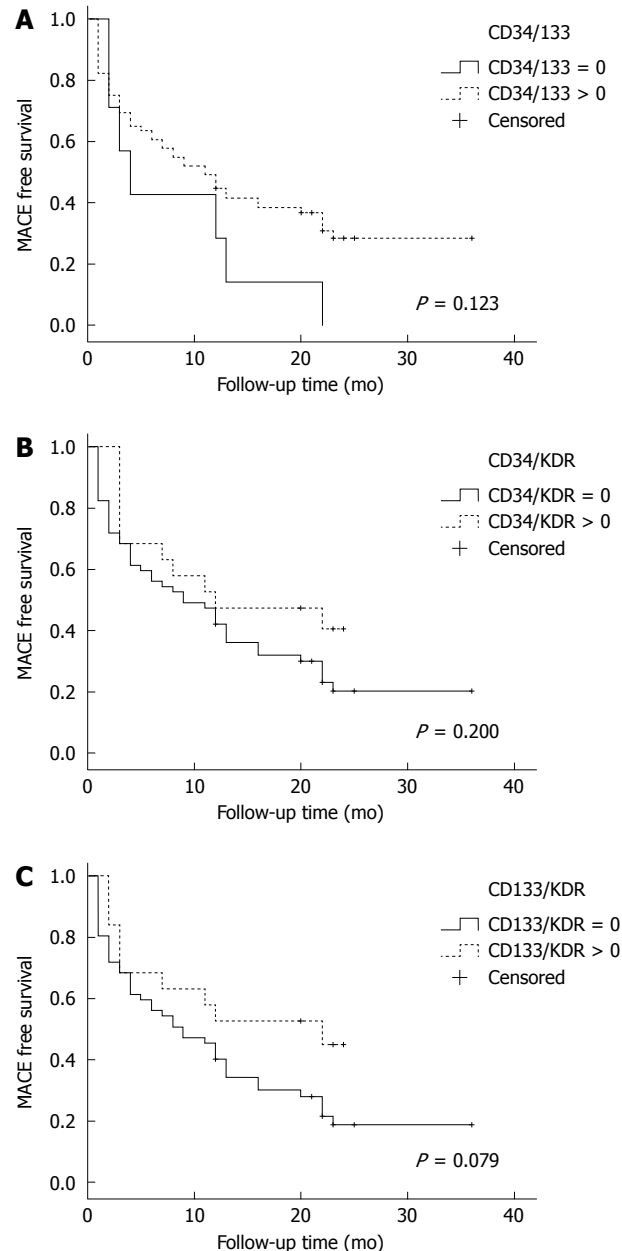 A
CD34/133
CD34/133 = 0
CD34/133 > 0
Censored
MACE free survival
1.0
0.8
0.6
0.4
0.2
0.0
P = 0.123
0 10 20 30 40
Follow-up time (mo)
B
CD34/KDR
CD34/KDR = 0
CD34/KDR > 0
Censored
MACE free survival
1.0
0.8
0.6
0.4
0.2
0.0
P = 0.200
0 10 20 30 40
Follow-up time (mo)
C
CD133/KDR
CD133/KDR = 0
CD133/KDR > 0
Censored
MACE free survival
1.0
0.8
0.6
0.4
0.2
0.0
P = 0.079
0 10 20 30 40
Follow-up time (mo)